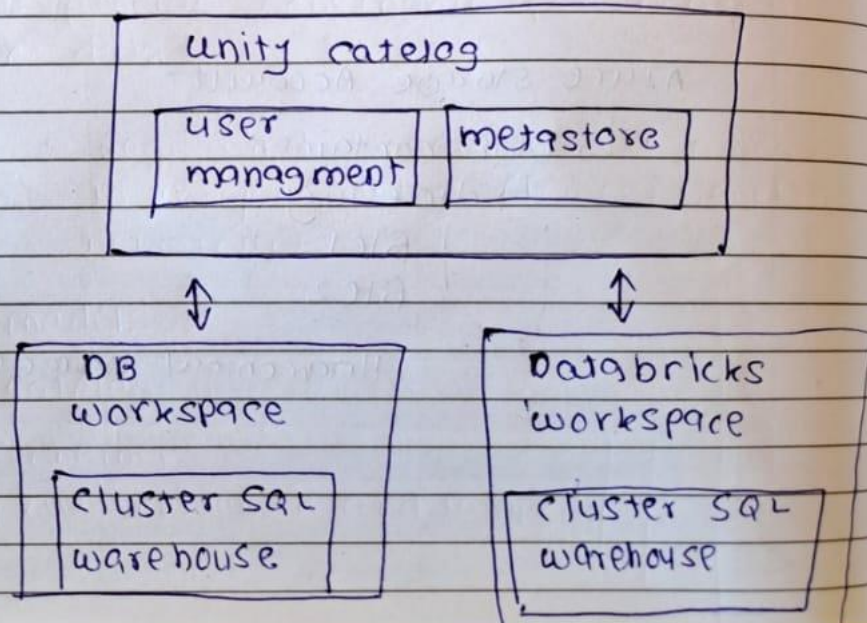 unity catelog
user
managment
metastore
DB
workspace
cluster SQL
warehouse
Databricks
workspace
cluster SQL
warehouse